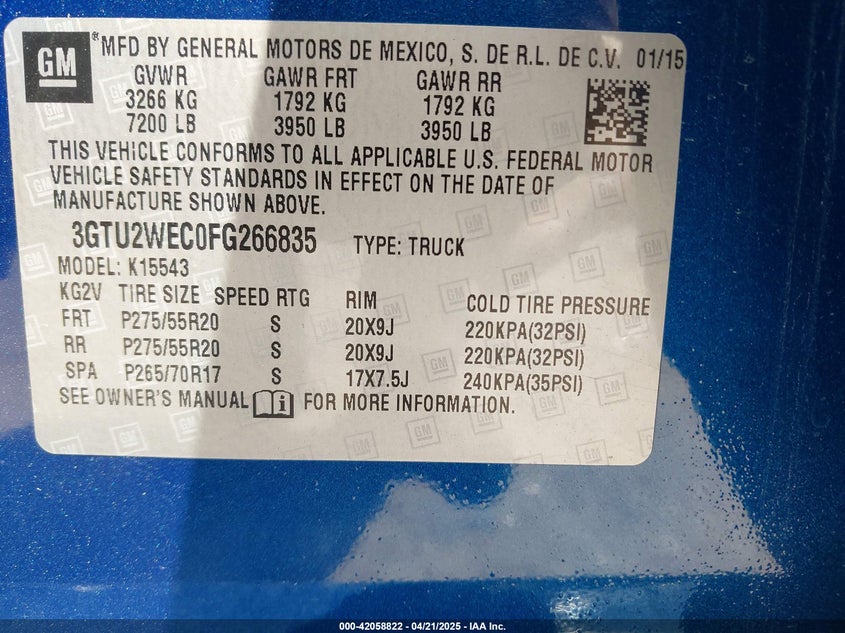 GM ® MFD BY GENERAL MOTORS DE MEXICO, S. DE R.L. DE C.V. 01/15
GVWR GAWR FRT GAWR RR
3266 KG 1792 KG 1792 KG
7200 LB 3950 LB 3950 LB
THIS VEHICLE CONFORMS TO ALL APPLICABLE U.S. FEDERAL MOTOR
VEHICLE SAFETY STANDARDS IN EFFECT ON THE DATE OF
MANUFACTURE SHOWN ABOVE.
3GTU2WEC0FG266835 TYPE: TRUCK
MODEL: K15543
KG2V TIRE SIZE SPEED RTG RIM COLD TIRE PRESSURE
FRT P275/55R20 S 20X9J 220KPA(32PSI)
RR P275/55R20 S 20X9J 220KPA(32PSI)
SPA P265/70R17 S 17X7.5J 240KPA(35PSI)
SEE OWNER'S MANUAL i FOR MORE INFORMATION.
000-42058822 - 04/21/2025 - IAA Inc.